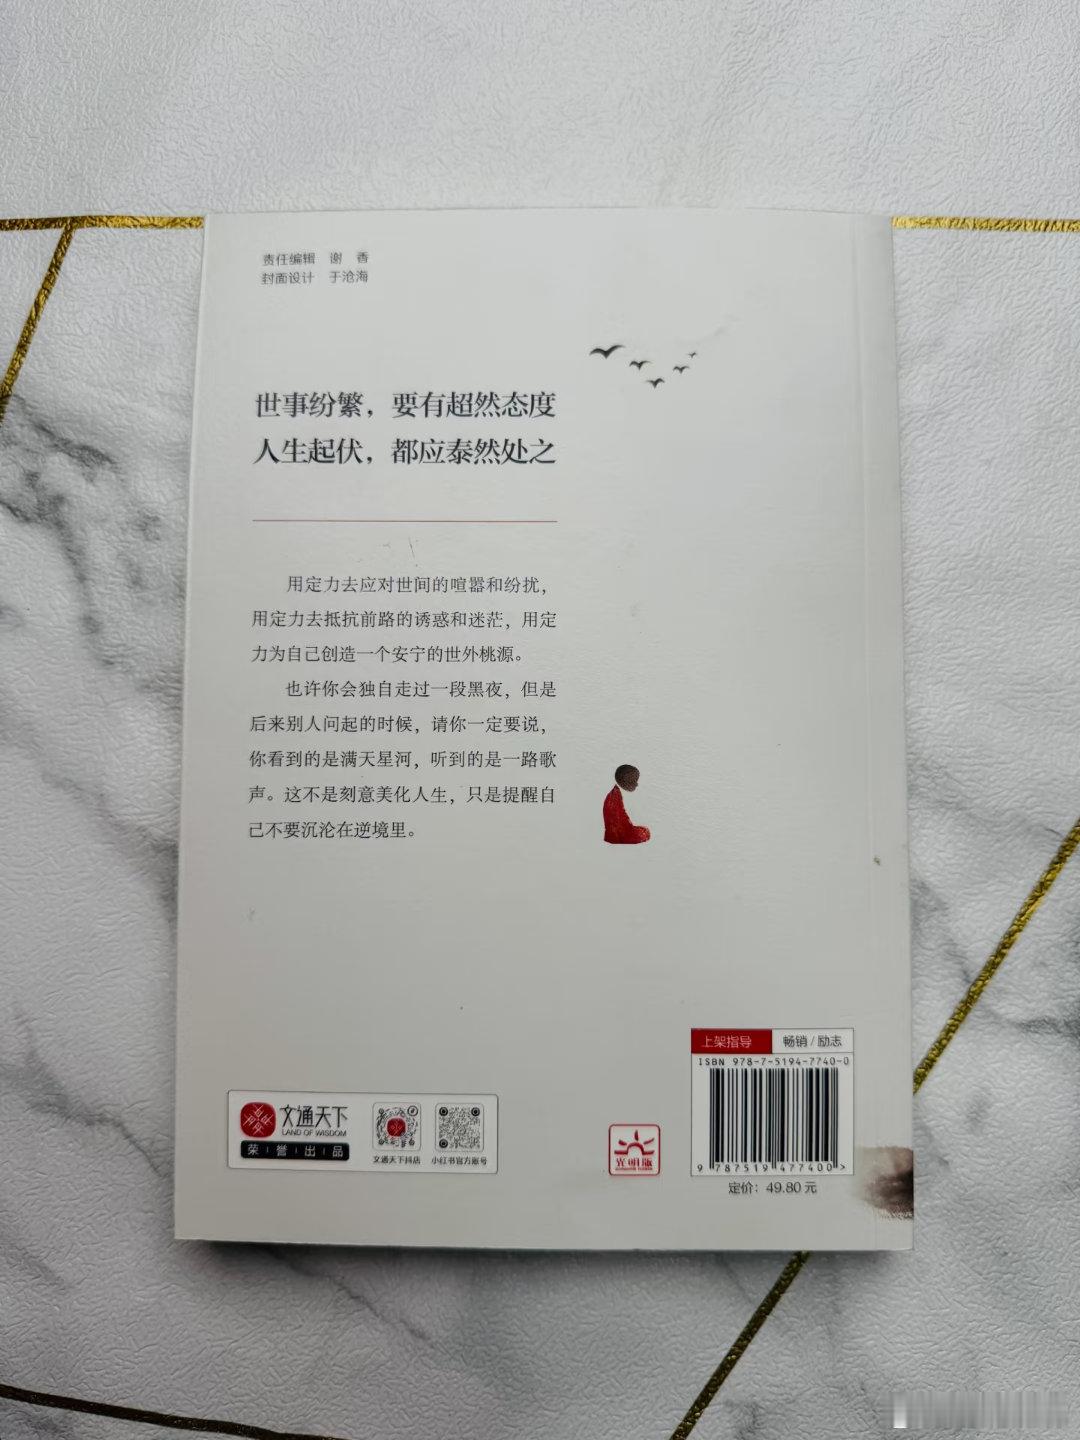 责任编辑 谢 香
封面设计 于沧海
世事纷繁，要有超然态度
人生起伏，都应泰然处之
用定力去应对世间的喧嚣和纷扰，
用定力去抵抗前路的诱惑和迷茫，用定
力为自己创造一个安宁的世外桃源。
也许你会独自走过一段黑夜，但是
后来别人问起的时候，请你一定要说，
你看到的是满天星河，听到的是一路歌
声。这不是刻意美化人生，只是提醒自
己不要沉沦在逆境里。
上架指导 畅销/励志
ISBN 978-7-5194-7740-0
9 787519 477400>
定价：49.80元
文通天下
LAND OF WISDOM
荣誉出品
文通天下抖店
小红书官方账号
光明版